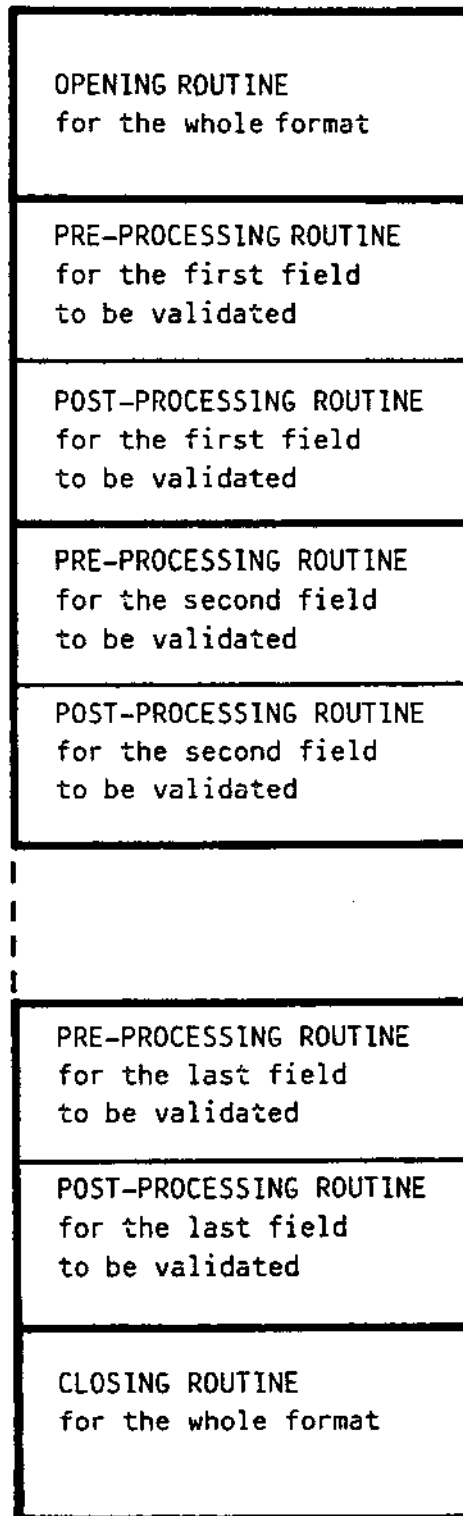 OPENING ROUTINE
for the whole format
PRE-PROCESSING ROUTINE
for the first field
to be validated
POST-PROCESSING ROUTINE
for the first field
to be validated
PRE-PROCESSING ROUTINE
for the second field
to be validated
POST-PROCESSING ROUTINE
for the second field
to be validated
PRE-PROCESSING ROUTINE
for the last field
to be validated
POST-PROCESSING ROUTINE
for the last field
to be validated
CLOSING ROUTINE
for the whole format